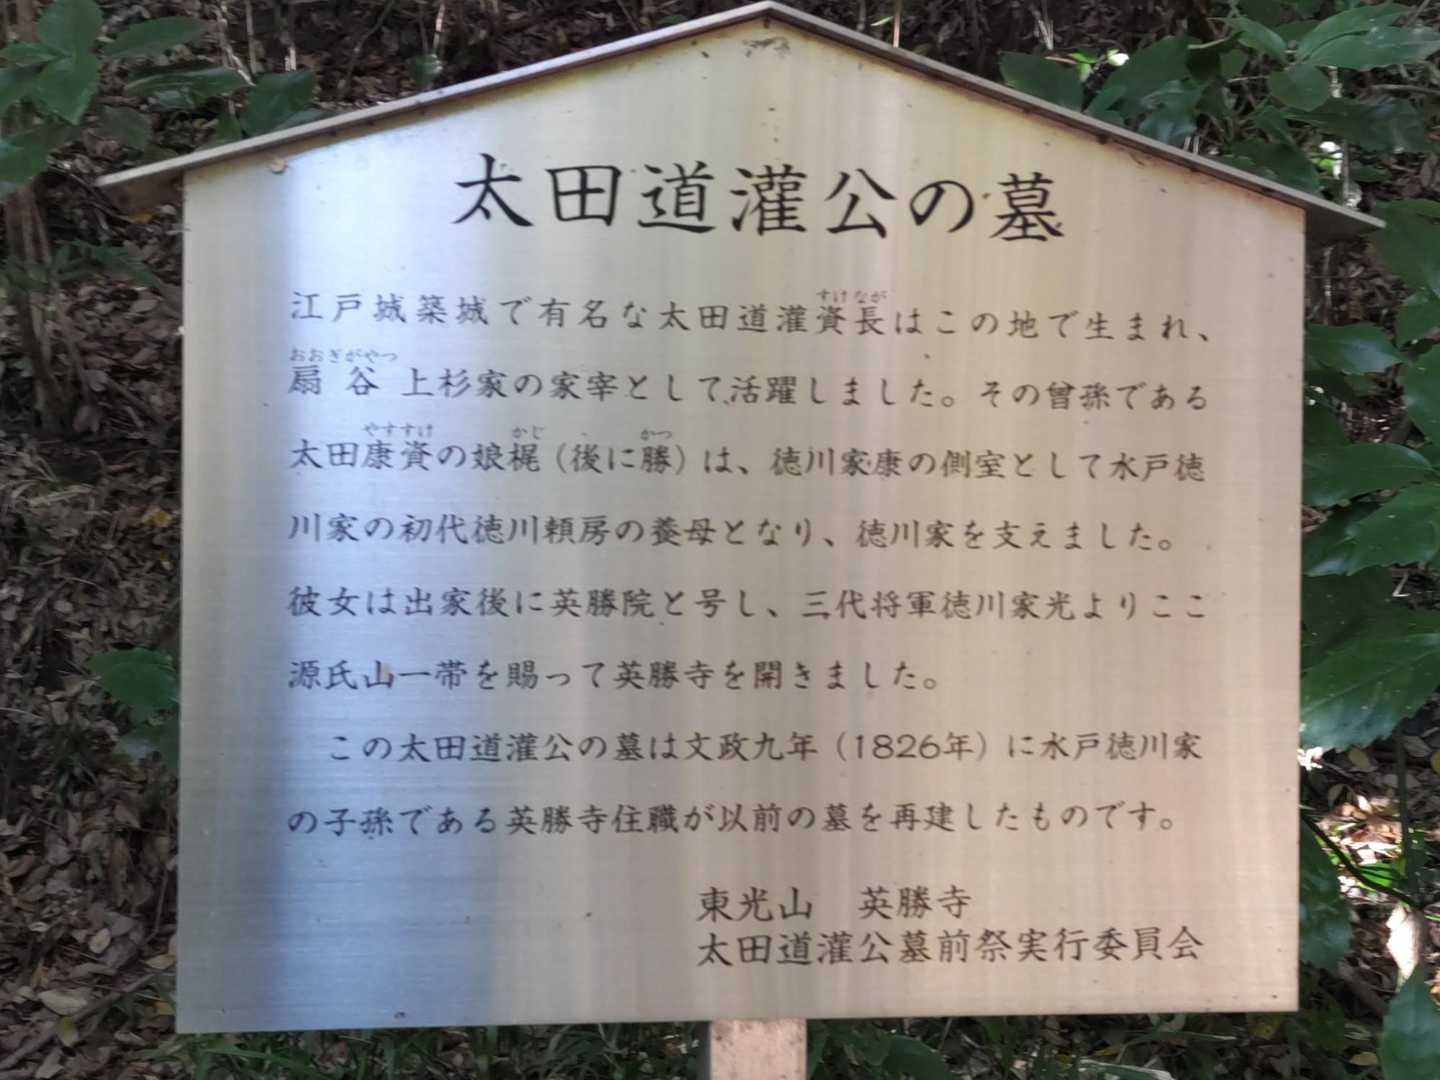 太田道灌公の墓
すけなが
江戸城築城で有名な太田道灌資長はこの地で生まれ、
おおぎがやつ
扇谷上杉家の家宰として活躍しました。その曾孫である
やすすけ かじ かつ
太田康資の娘梶（後に勝）は、徳川家康の側室として水戸徳
川家の初代徳川頼房の養母となり、徳川家を支えました。
彼女は出家後に英勝院と号し、三代将軍徳川家光よりここ
源氏山一帯を賜って英勝寺を開きました。
この太田道灌公の墓は文政九年（1826年）に水戸徳川家
の子孫である英勝寺住職が以前の墓を再建したものです。
東光山 英勝寺
太田道灌公墓前祭実行委員会